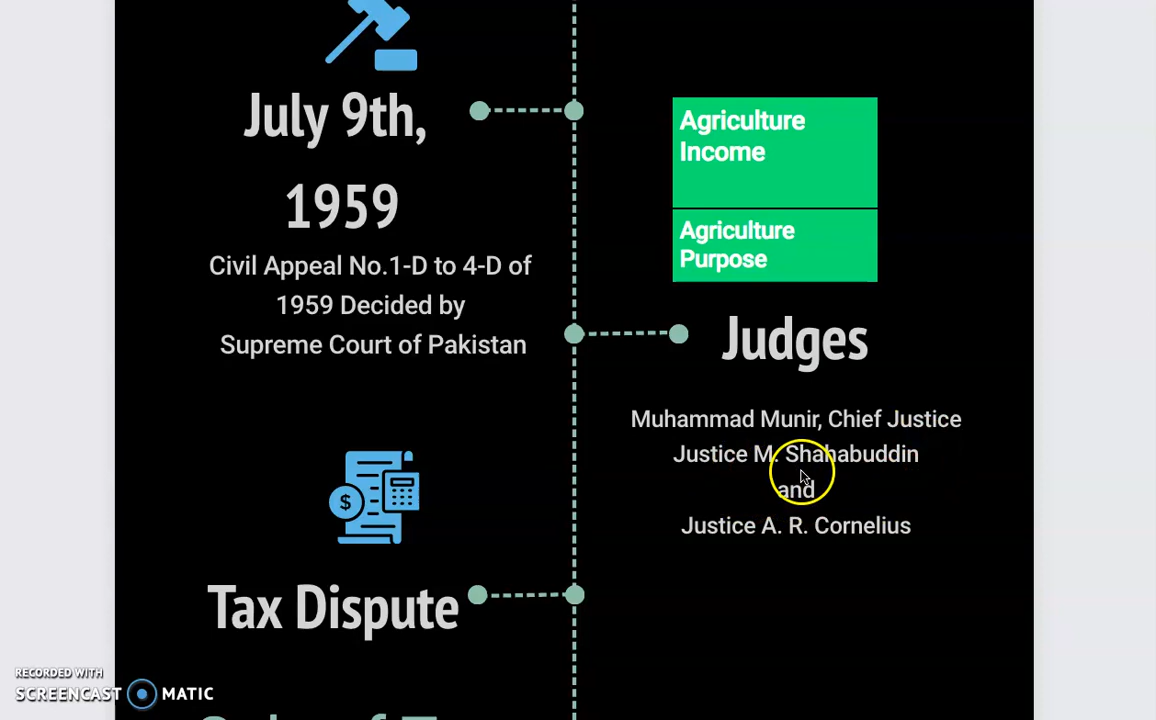 July 9th,
1959
Civil Appeal No.1-D to 4-D of
1959 Decided by
Supreme Court of Pakistan
Agriculture
Income
Agriculture
Purpose
Judges
Muhammad Munir, Chief Justice
Justice M. Shahabuddin
and
Justice A. R. Cornelius
$
Tax Dispute
RECORDED WITH
SCREENCAST MATIC